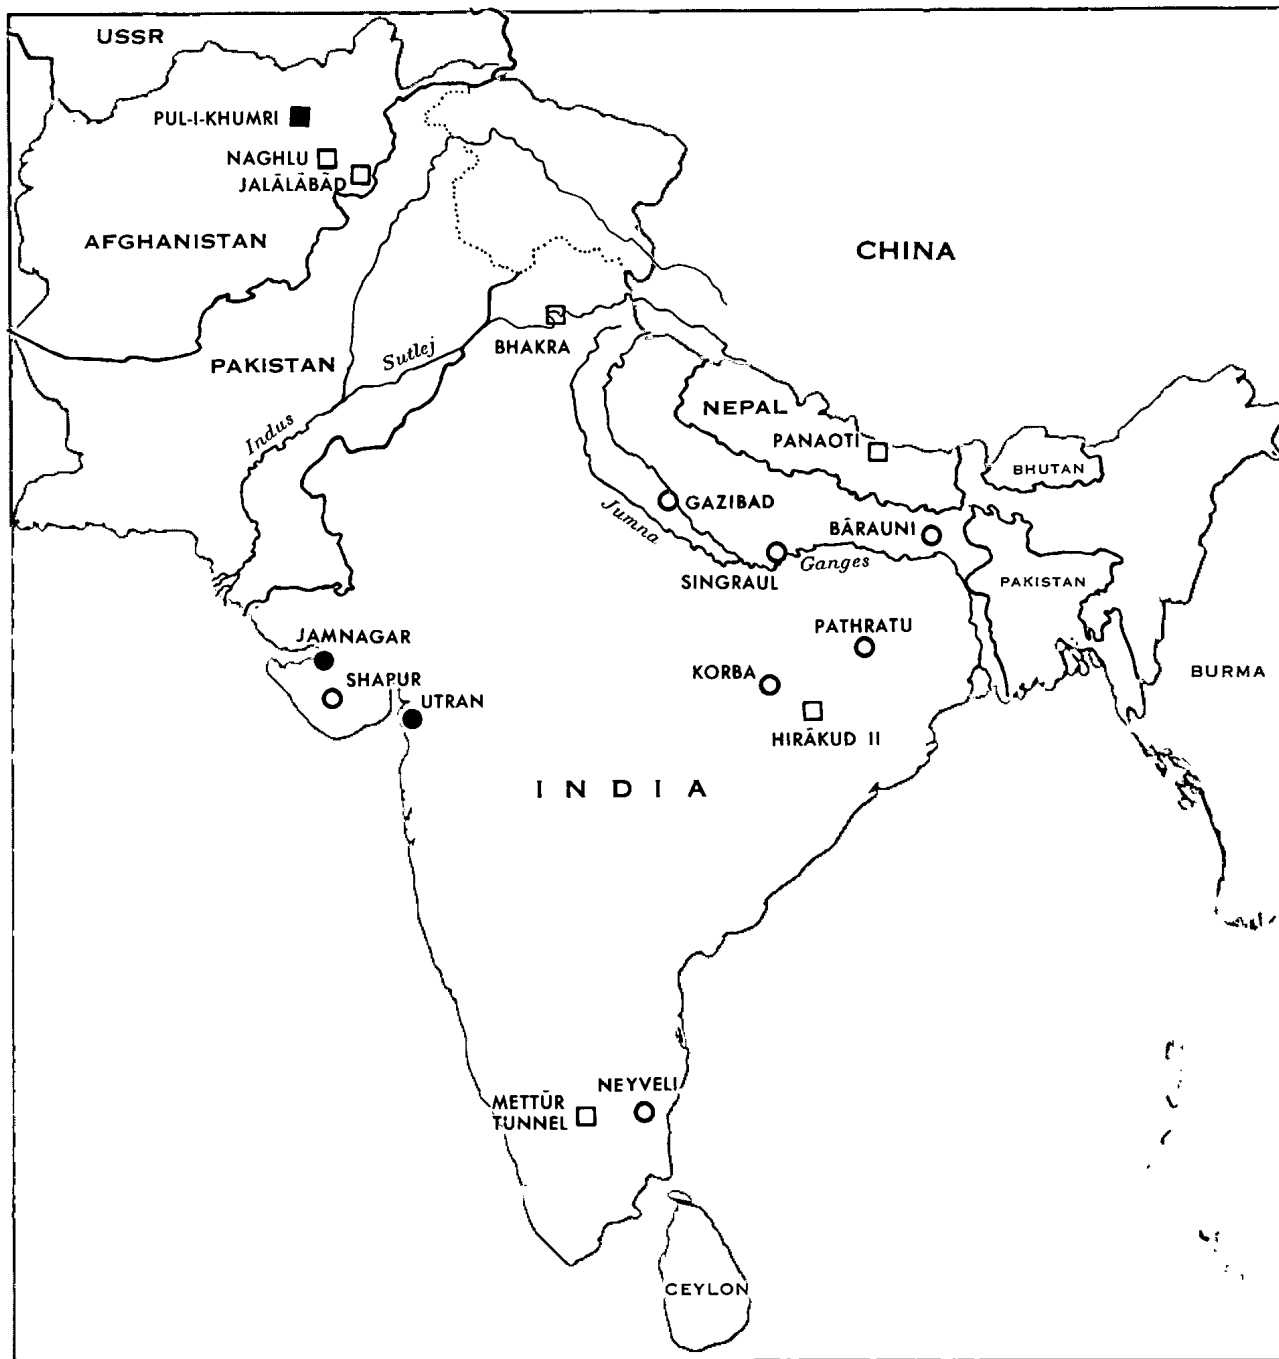 USSR
PUL-I-KHUMRI
NAGHLU
JALĀLĀBĀD
AFGHANISTAN
CHINA
BHAKRA
PAKISTAN
Sutlej
Indus
NEPAL
PANAOTI
BHUTAN
GAZIBAD
Jumna
BĀRAUNI
SINGRAUL
Ganges
PAKISTAN
PATHRATU
JAMNAGAR
KORBA
BURMA
SHAPUR
UTRAN
HIRĀKUD II
INDIA
NEYVELI
METTŪR
TUNNEL
CEYLON